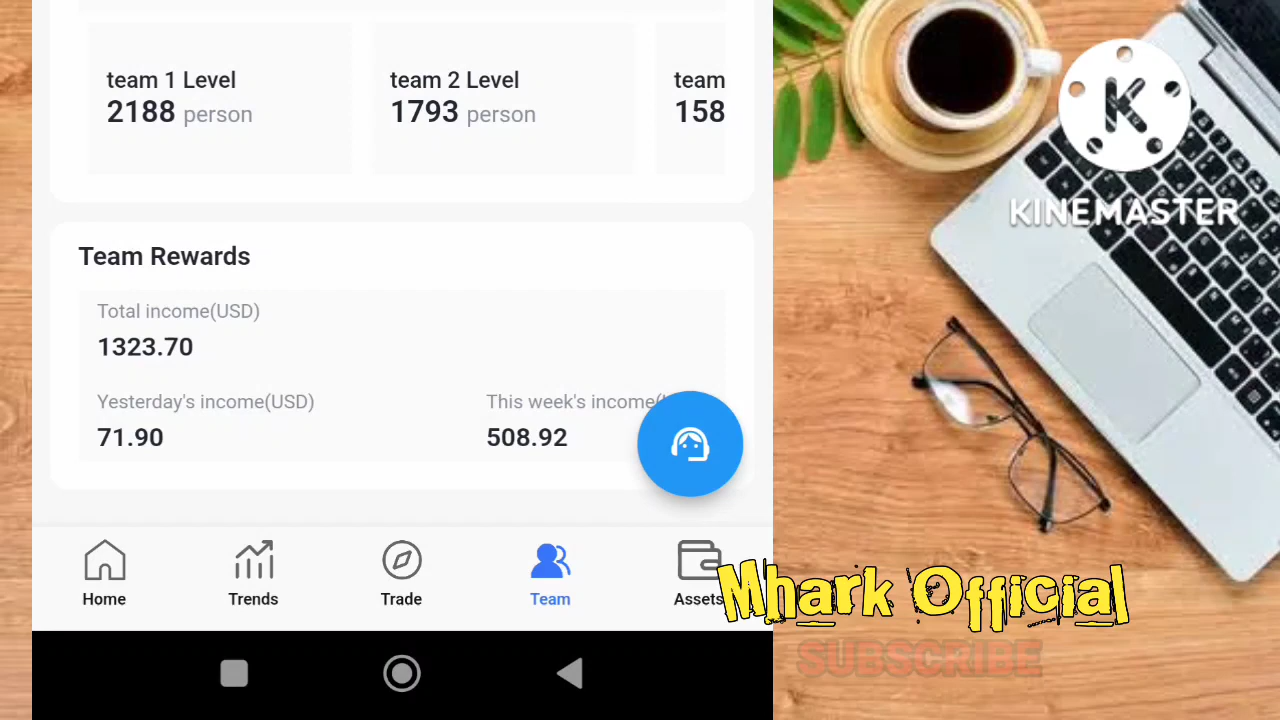 team 1 Level
2188 person
team 2 Level
1793 person
team
158
Team Rewards
Total income(USD)
1323.70
Yesterday's income(USD)
71.90
This week's income(
508.92
Home
Trends
Trade
Team
Assets
K
KINEMASTER
Mhark Official
SUBSCRIBE